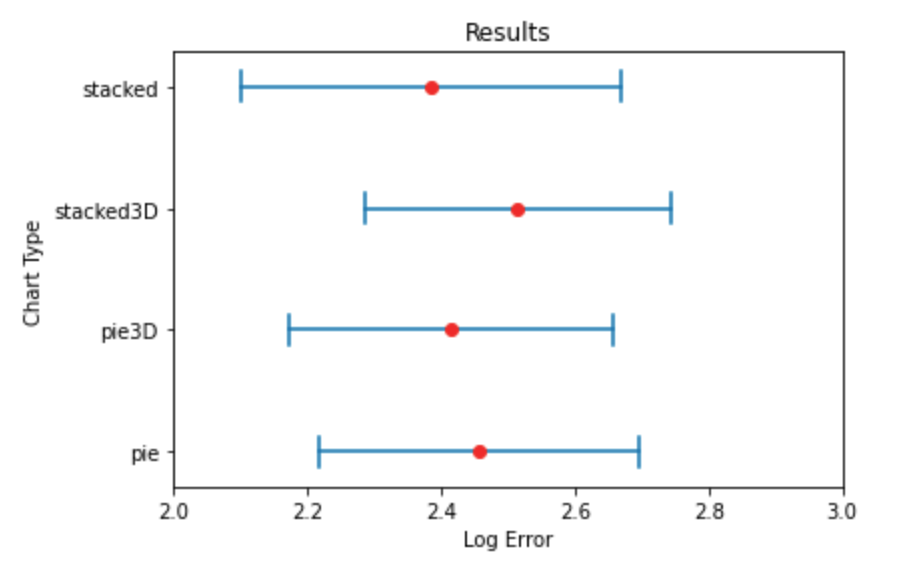 Results
stacked
stacked3D
pie3D
pie
Chart Type
2.0 2.2 2.4 2.6 2.8 3.0
Log Error